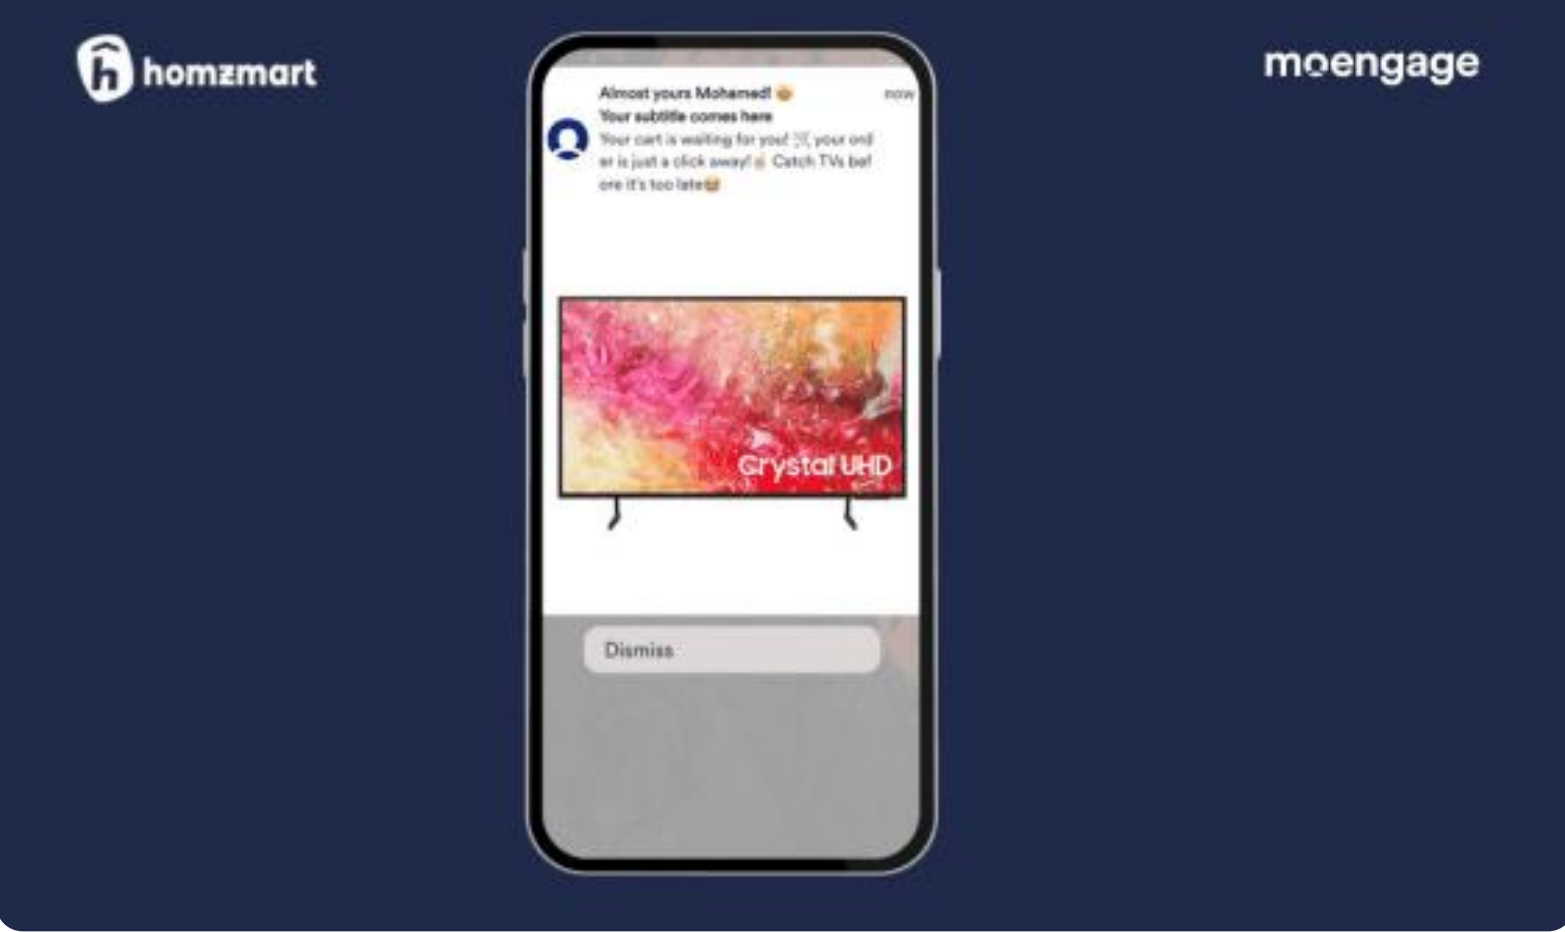 homzmart
moengage
Almost yours Mohamed! 🤩
now
Your subtitle comes here
Your cart is waiting for you! 🛒 your ord
er is just a click away!☝🏻 Catch TVs bef
ore it's too late🤩
Crystal UHD
Dismiss